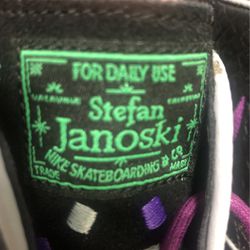 FOR DAILY USE
Stefan
Janoski
NIKE SKATEBOARDING & CO
TRADE MARK